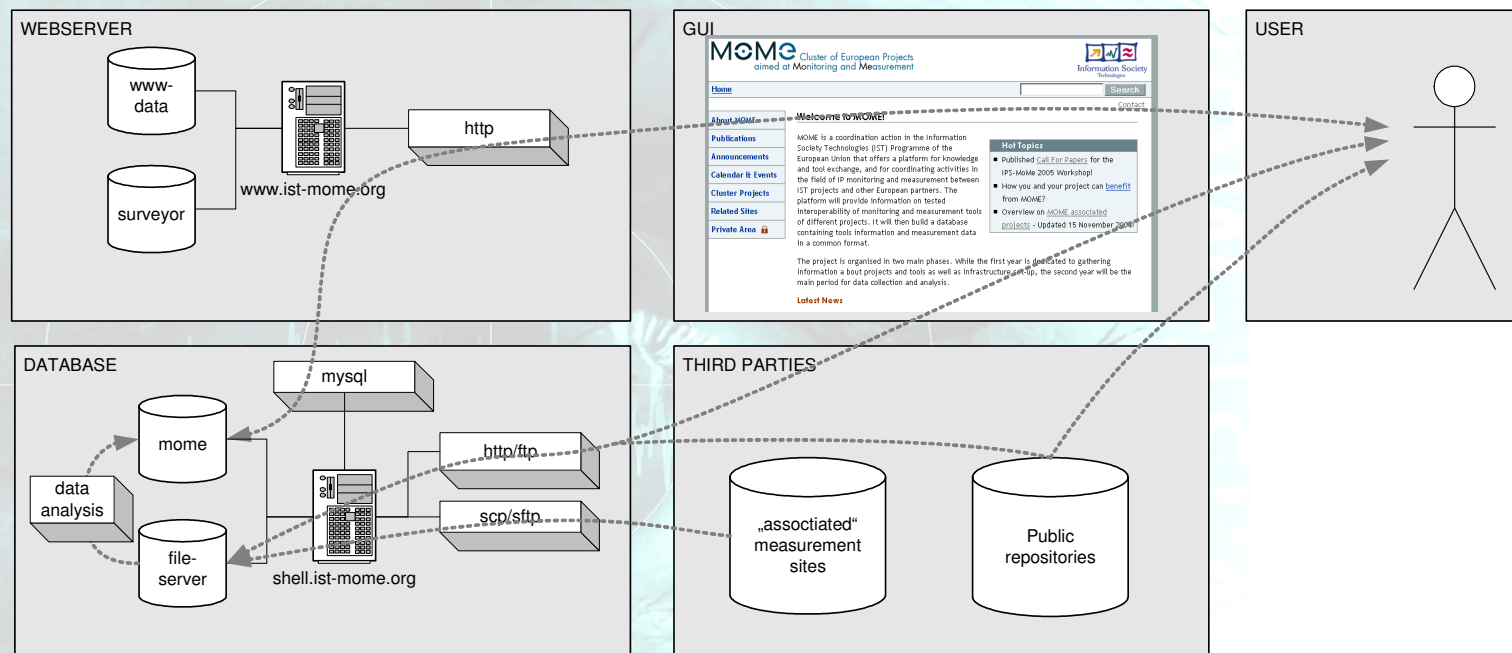 WEBSERVER
www-
data
surveyor
www.ist-mome.org
http
GUI
MOMe Cluster of European Projects
aimed at Monitoring and Measurement
Information Society
Technologies
Home
Search
Contact
About MOME
Publications
Announcements
Calendar & Events
Cluster Projects
Related Sites
Private Area
Welcome to MOME!
MOME is a coordination action in the Information
Society Technologies (IST) Programme of the
European Union that offers a platform for knowledge
and tool exchange, and for coordinating activities in
the field of IP monitoring and measurement between
IST projects and other European partners. The
platform will provide information on tested
interoperability of monitoring and measurement tools
of different projects. It will then build a database
containing tools information and measurement data
in a common format.
Hot Topics
Published Call For Papers for the
IPS-MoMe 2005 Workshop!
How you and your project can benefit
from MOME?
Overview on MOME associated
projects - Updated 15 November 2004!
The project is organised in two main phases. While the first year is dedicated to gathering
information a bout projects and tools as well as infrastructure set-up, the second year will be the
main period for data collection and analysis.
Latest News
USER
DATABASE
mysql
mome
http/ftp
data
analysis
scp/sftp
file-
server
shell.ist-mome.org
THIRD PARTIES
„assoctiated“
measurement
sites
Public
repositories